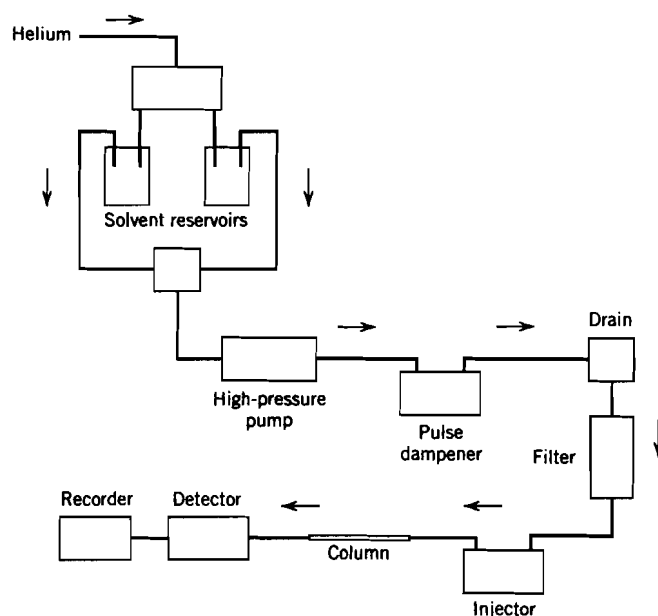 Helium
Solvent reservoirs
Drain
High-pressure
pump
Pulse
dampener
Filter
Recorder
Detector
Column
Injector